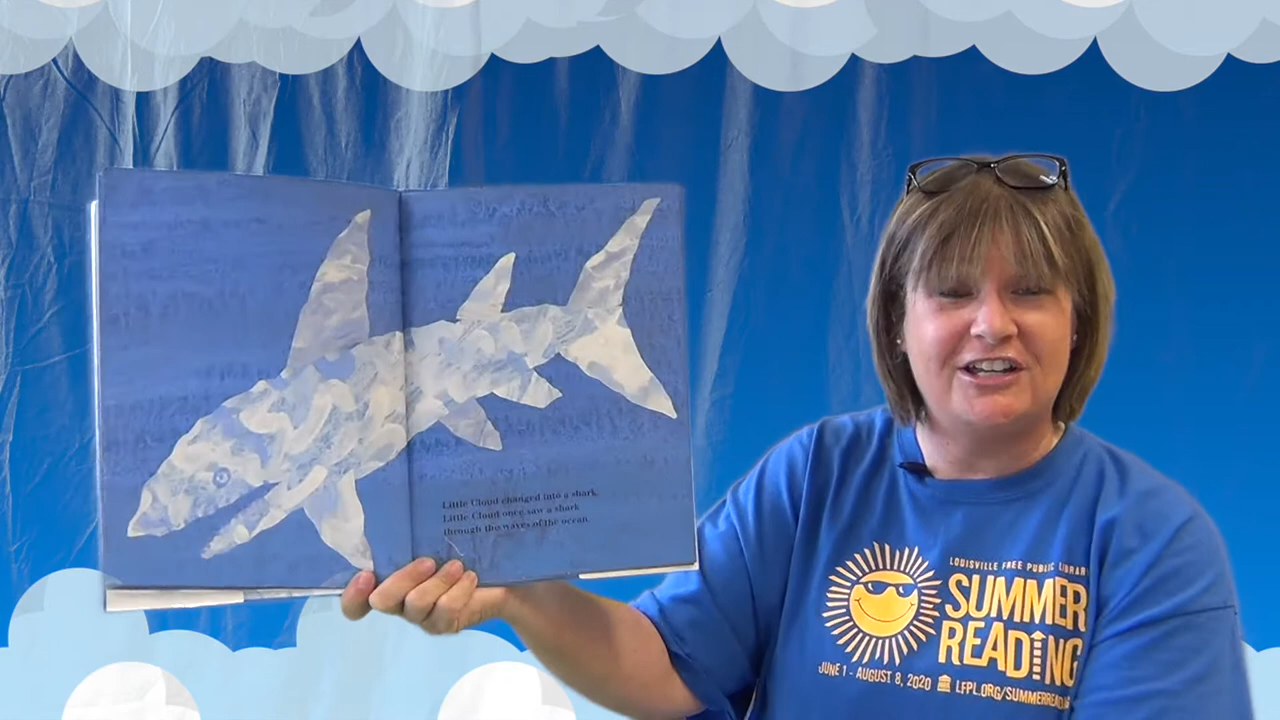 Little Cloud changed into a shark.
Little Cloud once saw a shark
through the waves of the ocean.
LOUISVILLE FREE PUBLIC LIBRARY
SUMMER
READING
JUNE 1 - AUGUST 8, 2020 LFPL.ORG/SUMMERREADING